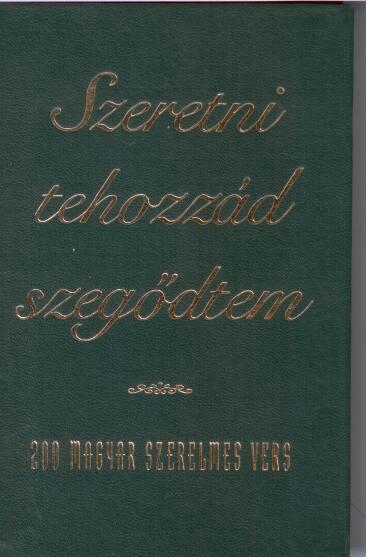 Szeretni
tehozzád
szegődtem
200 MAGYAR SZERELMES VERS